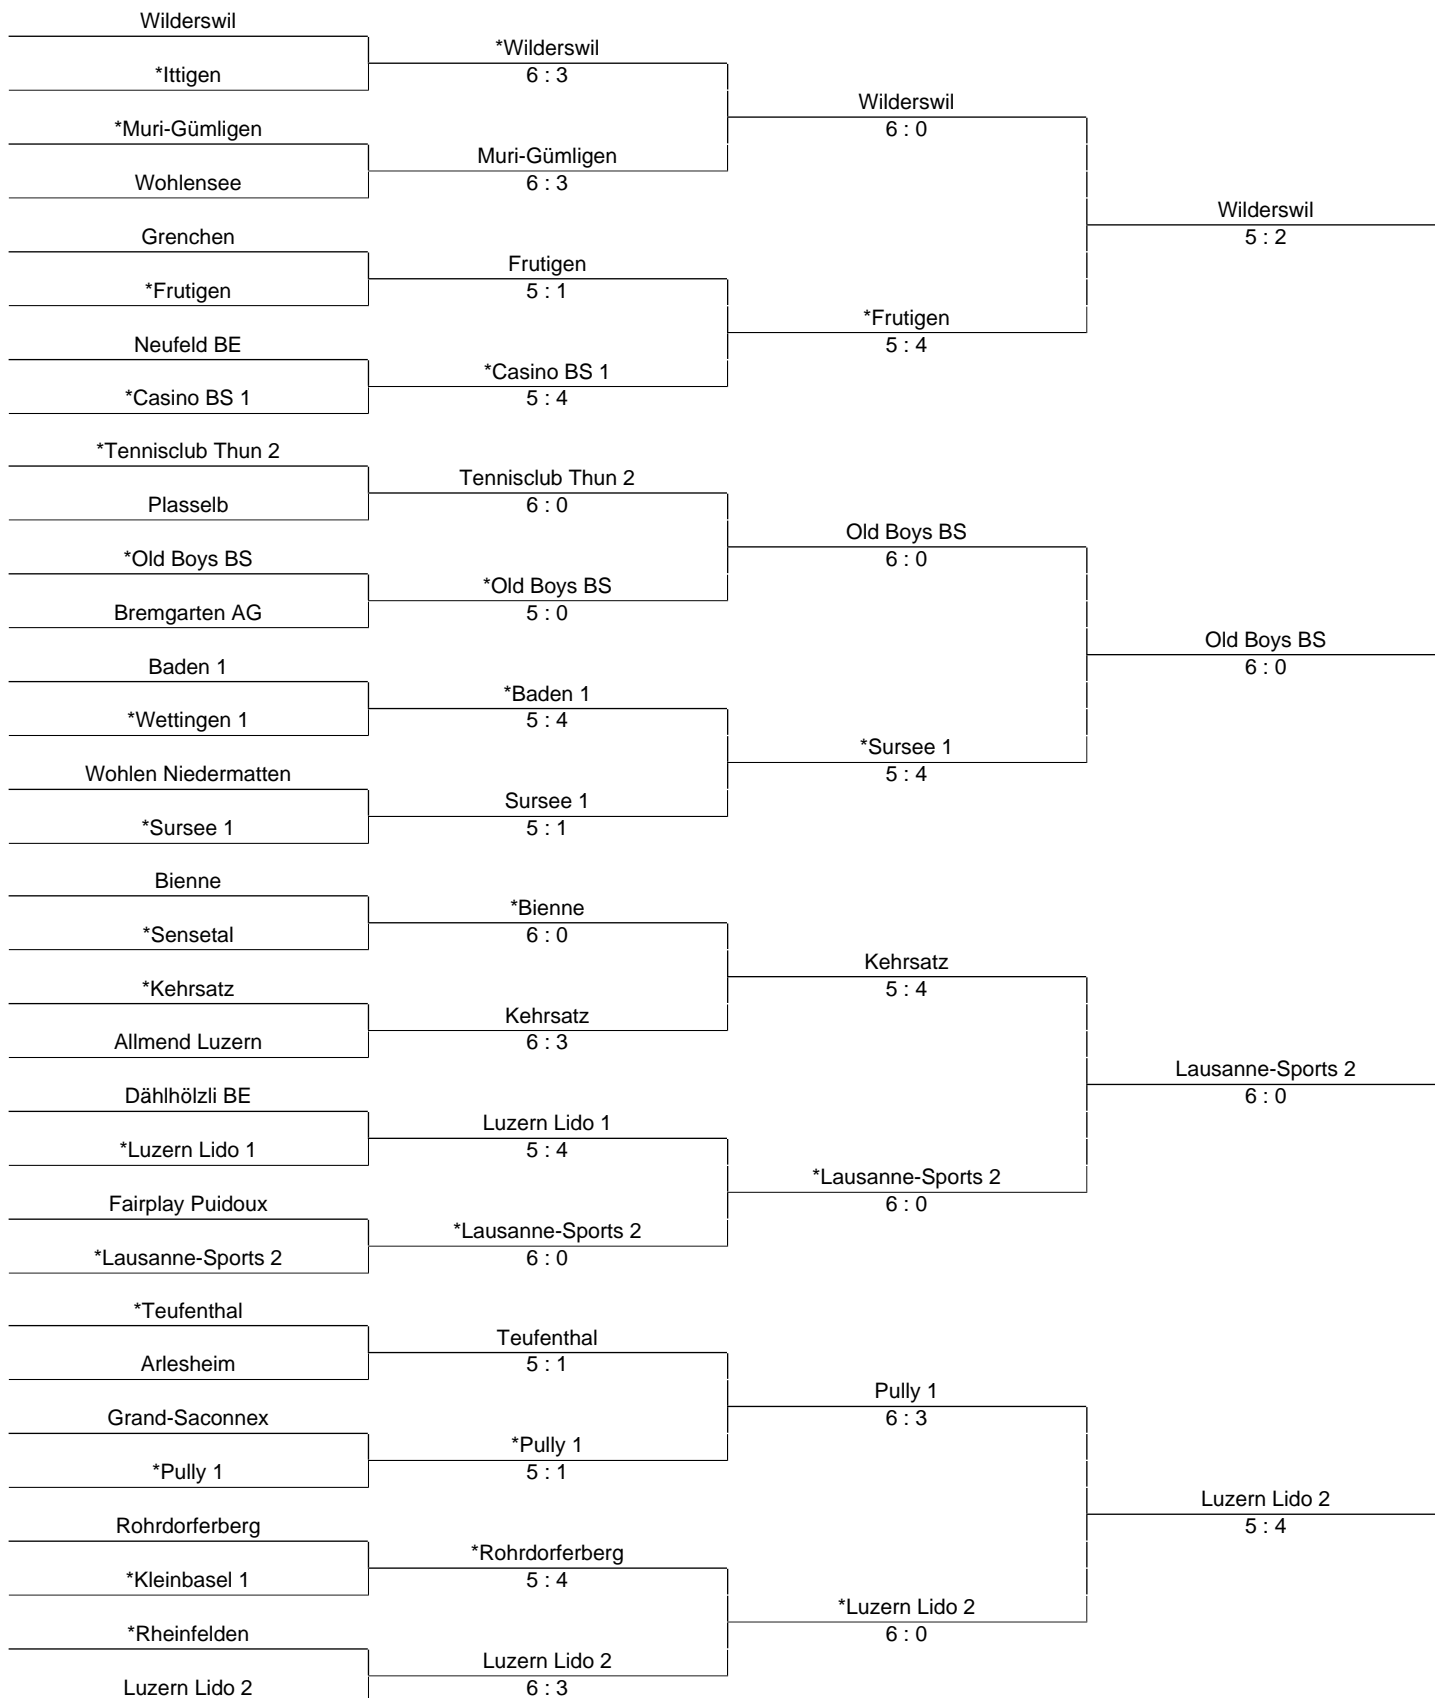 Wilderswil
*Ittigen
*Muri-Gümligen
Wohlensee
Grenchen
*Frutigen
Neufeld BE
*Casino BS 1
*Tennisclub Thun 2
Plasselb
*Old Boys BS
Bremgarten AG
Baden 1
*Wettingen 1
Wohlen Niedermatten
*Sursee 1
Bienne
*Sensetal
*Kehrsatz
Allmend Luzern
Dählhölzli BE
*Luzern Lido 1
Fairplay Puidoux
*Lausanne-Sports 2
*Teufenthal
Arlesheim
Grand-Saconnex
*Pully 1
Rohrdorferberg
*Kleinbasel 1
*Rheinfelden
Luzern Lido 2
*Wilderswil
6 : 3
Muri-Gümligen
6 : 3
Frutigen
5 : 1
*Casino BS 1
5 : 4
Tennisclub Thun 2
6 : 0
*Old Boys BS
5 : 0
*Baden 1
5 : 4
Sursee 1
5 : 1
*Bienne
6 : 0
Kehrsatz
6 : 3
Luzern Lido 1
5 : 4
*Lausanne-Sports 2
6 : 0
Teufenthal
5 : 1
*Pully 1
5 : 1
*Rohrdorferberg
5 : 4
Luzern Lido 2
6 : 3
Wilderswil
6 : 0
*Frutigen
5 : 4
Old Boys BS
6 : 0
*Sursee 1
5 : 4
Kehrsatz
5 : 4
*Lausanne-Sports 2
6 : 0
Pully 1
6 : 3
*Luzern Lido 2
6 : 0
Wilderswil
5 : 2
Old Boys BS
6 : 0
Lausanne-Sports 2
6 : 0
Luzern Lido 2
5 : 4